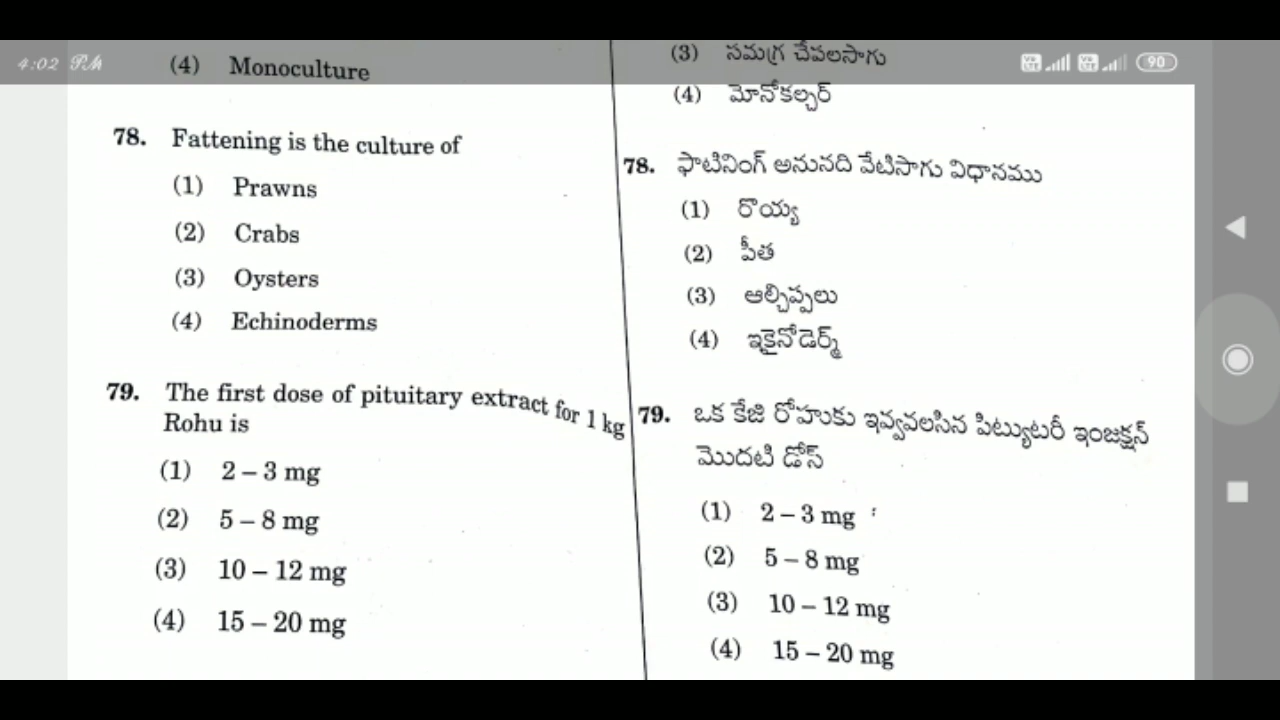 4:02 PM
90
(4) Monoculture
78. Fattening is the culture of
(1) Prawns
(2) Crabs
(3) Oysters
(4) Echinoderms
79. The first dose of pituitary extract for 1 kg
Rohu is
(1) 2 – 3 mg
(2) 5 – 8 mg
(3) 10 – 12 mg
(4) 15 – 20 mg
(3) సమగ్ర చేపలసాగు
(4) మోనోకల్చర్
78. ఫాటినింగ్ అనునది వేటిసాగు విధానము
(1) రొయ్య
(2) పీత
(3) ఆల్చిప్పలు
(4) ఇకైనోడెర్మ్
79. ఒక కేజి రోహుకు ఇవ్వవలసిన పిట్యుటరీ ఇంజక్షన్
మొదటి డోస్
(1) 2 – 3 mg
(2) 5 – 8 mg
(3) 10 – 12 mg
(4) 15 – 20 mg